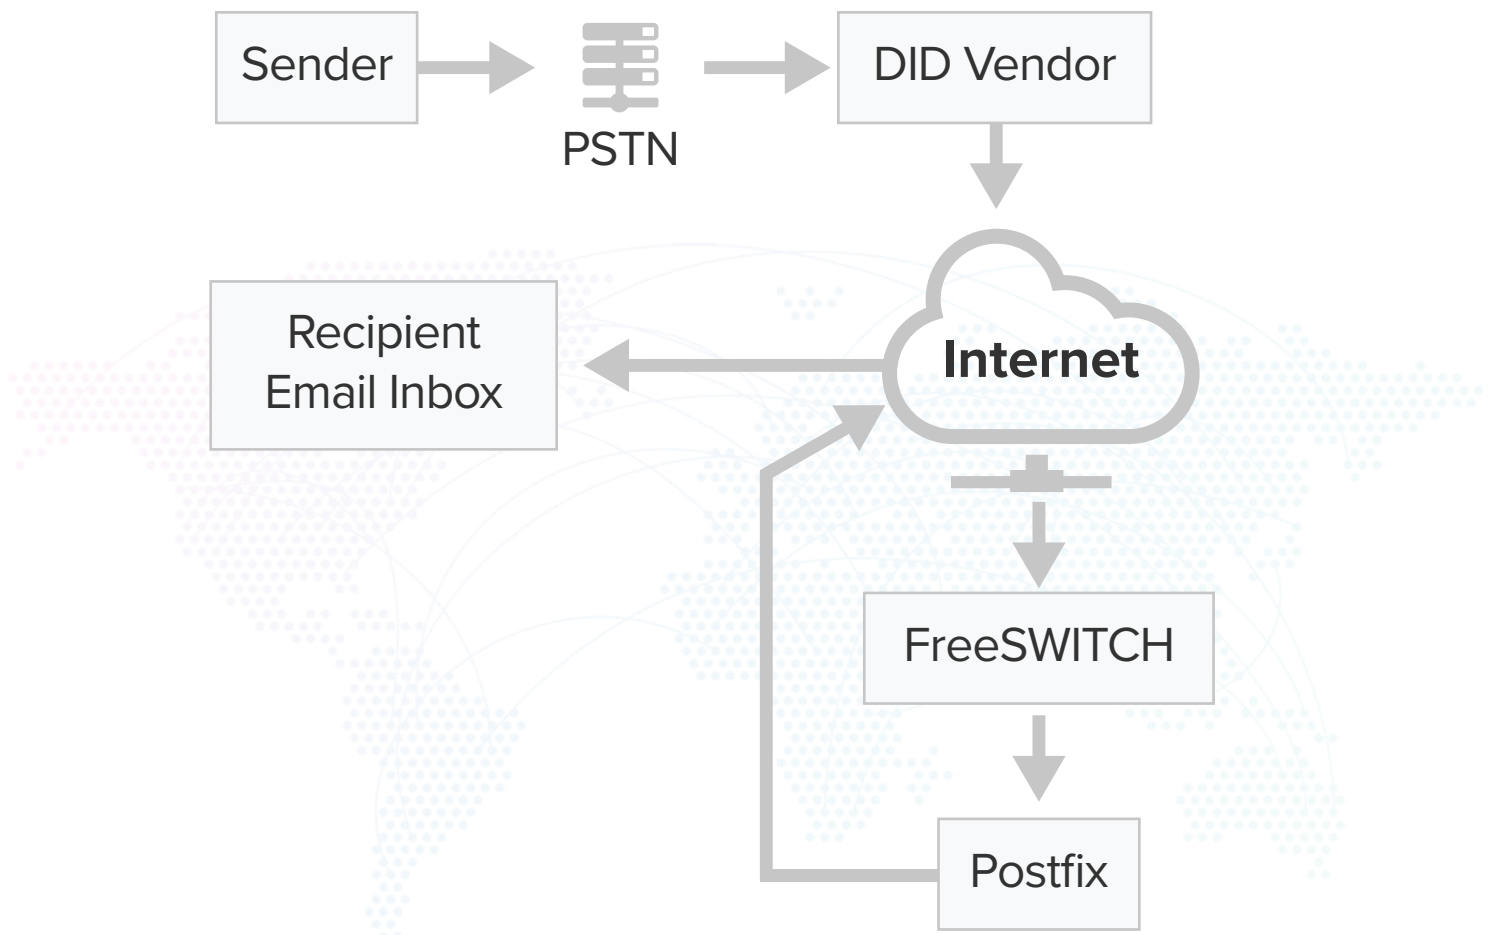 Sender
PSTN
DID Vendor
Internet
Recipient
Email Inbox
FreeSWITCH
Postfix